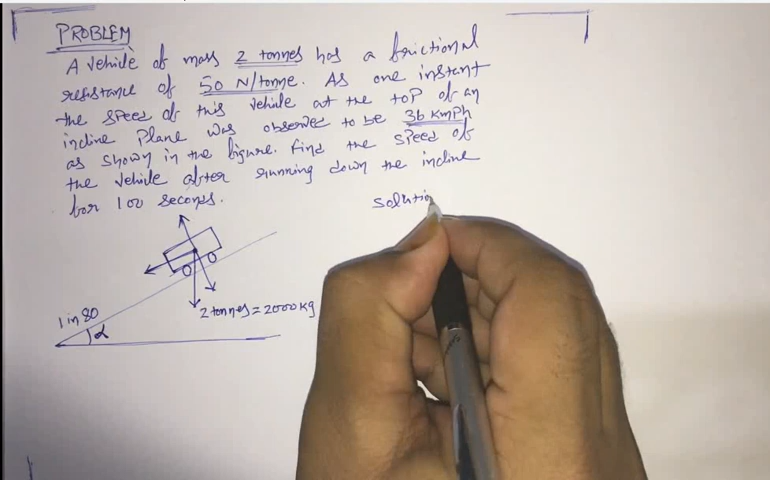 PROBLEM
A vehicle of mass 2 tonnes has a frictional
resistance of 50 N/tonne. As one instant
the speed of this vehicle at the top of an
incline plane was observed to be 36 kmph
as shown in the figure. Find the speed of
the vehicle after running down the incline
for 100 seconds.
Solutio
1 in 80
α
2 tonnes = 2000 kg